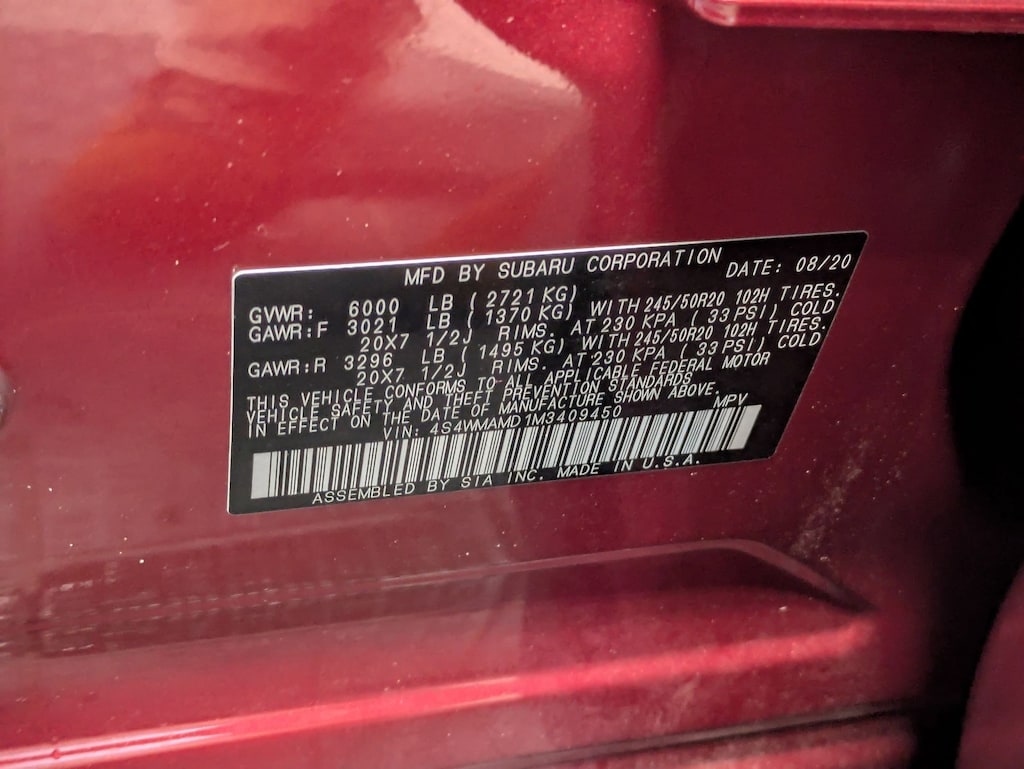 MFD BY SUBARU CORPORATION DATE: 08/20
GVWR: 6000 LB (2721 KG)
GAWR:F 3021 LB (1370 KG) WITH 245/50R20 102H TIRES.
20X7 1/2J RIMS. AT 230 KPA (33 PSI) COLD
GAWR:R 3296 LB (1495 KG) WITH 245/50R20 102H TIRES.
20X7 1/2J RIMS. AT 230 KPA (33 PSI) COLD
THIS VEHICLE CONFORMS TO ALL APPLICABLE FEDERAL MOTOR
VEHICLE SAFETY AND THEFT PREVENTION STANDARDS
IN EFFECT ON THE DATE OF MANUFACTURE SHOWN ABOVE.
VIN: 4S4WMAMD1M3409450 MPV
ASSEMBLED BY SIA INC. MADE IN U.S.A.